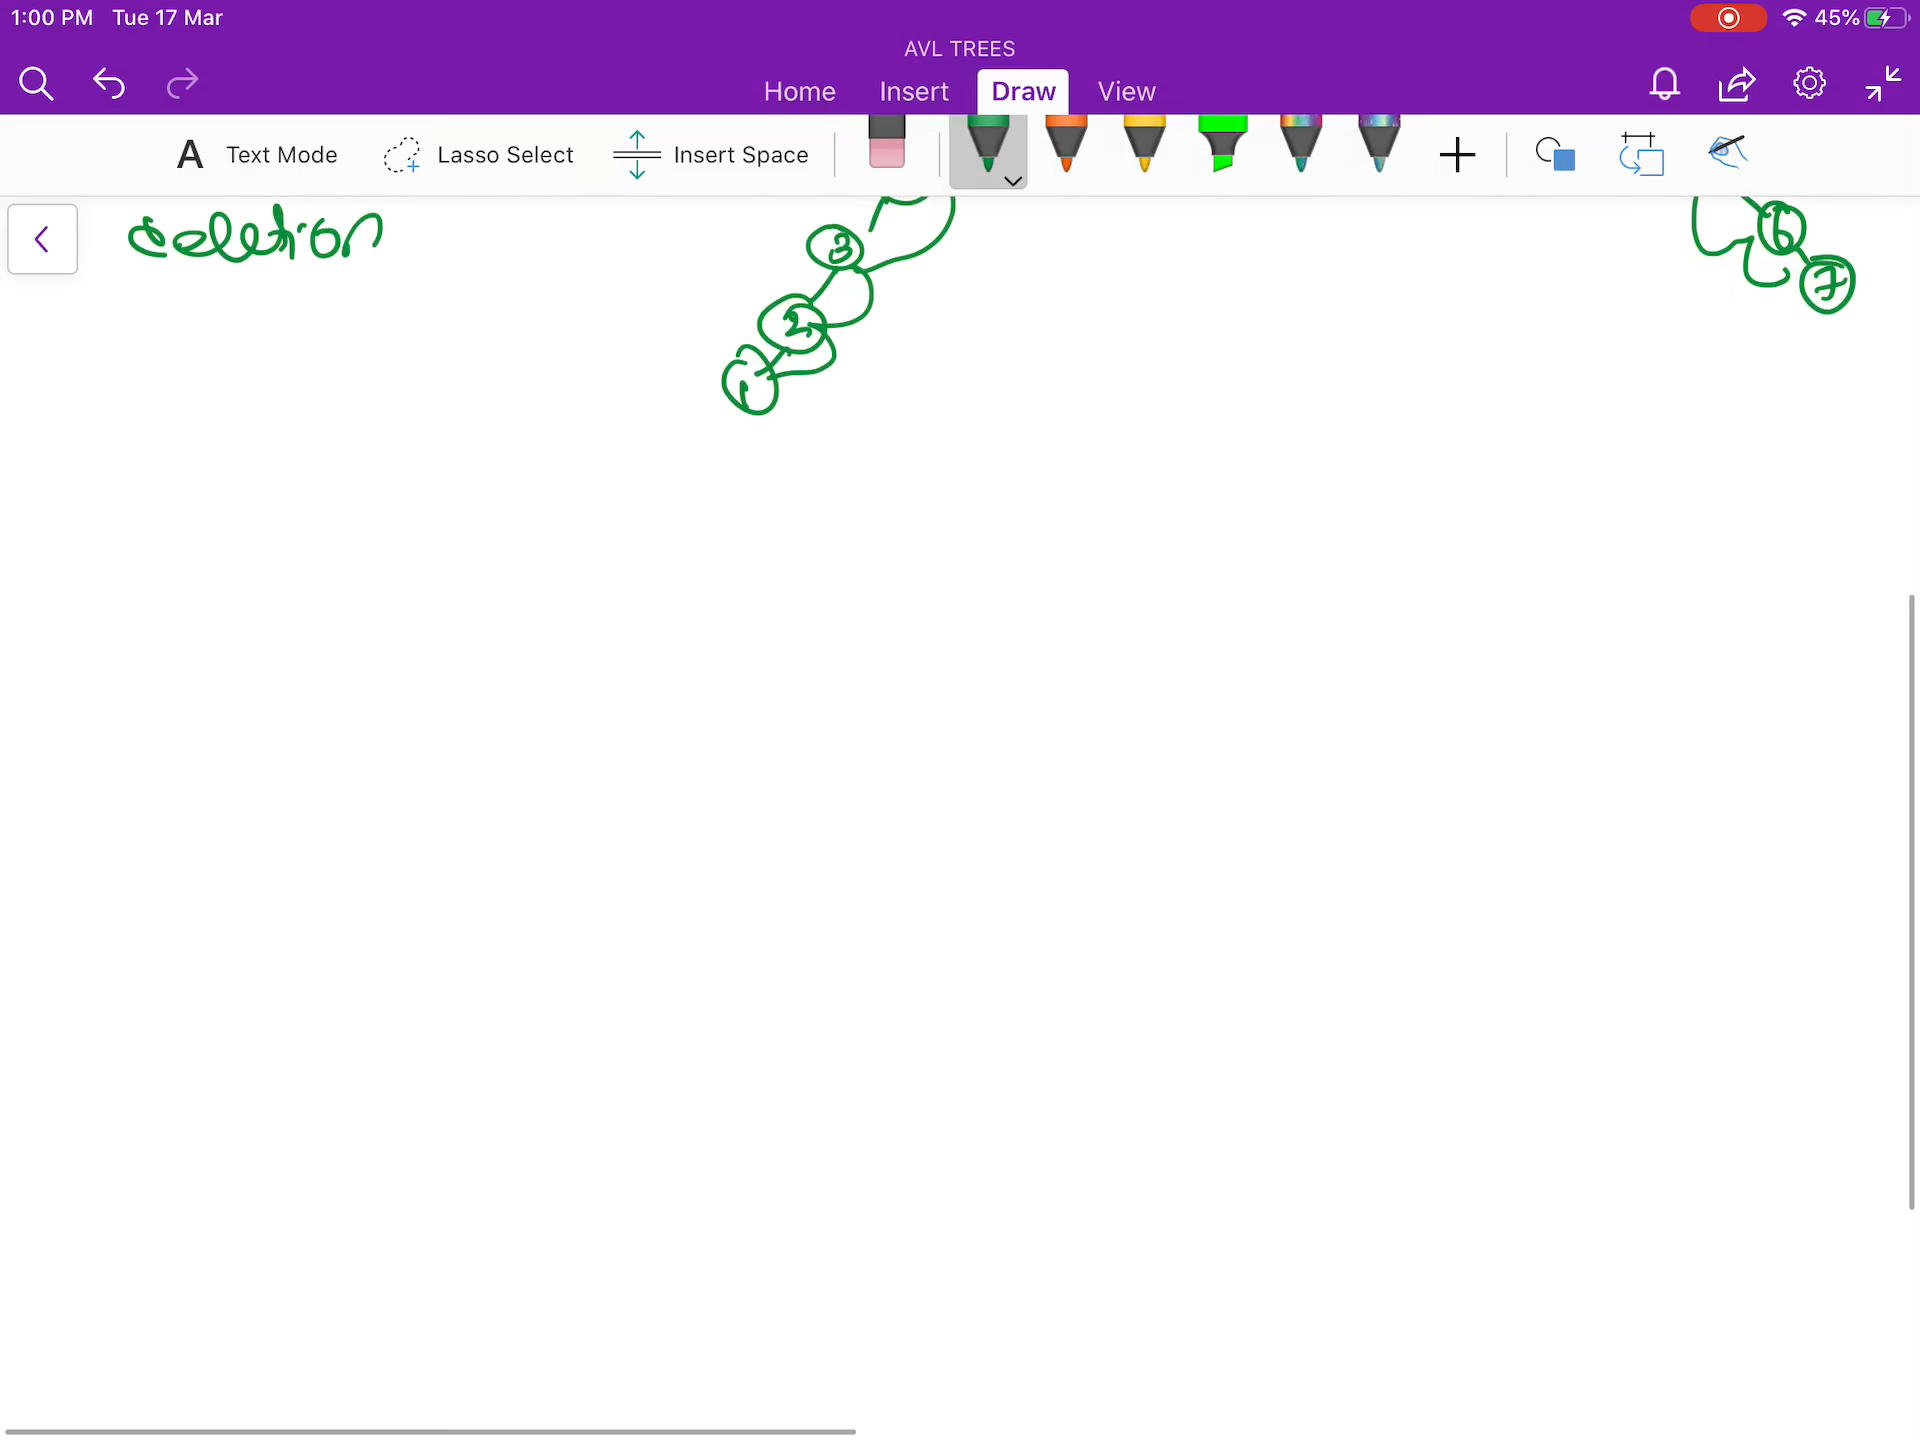 1:00 PM Tue 17 Mar
45%
AVL TREES
Home Insert Draw View
A Text Mode Lasso Select Insert Space
deletion
3
6
7
2
1